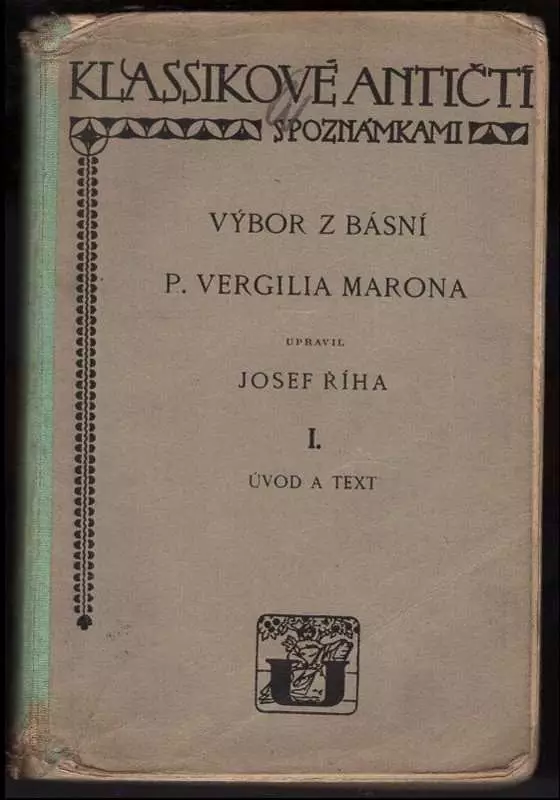 KLASSIKOVÉ ANTIČTÍ
S POZNÁMKAMI
VÝBOR Z BÁSNÍ
P. VERGILIA MARONA
UPRAVIL
JOSEF ŘÍHA
I.
ÚVOD A TEXT
U